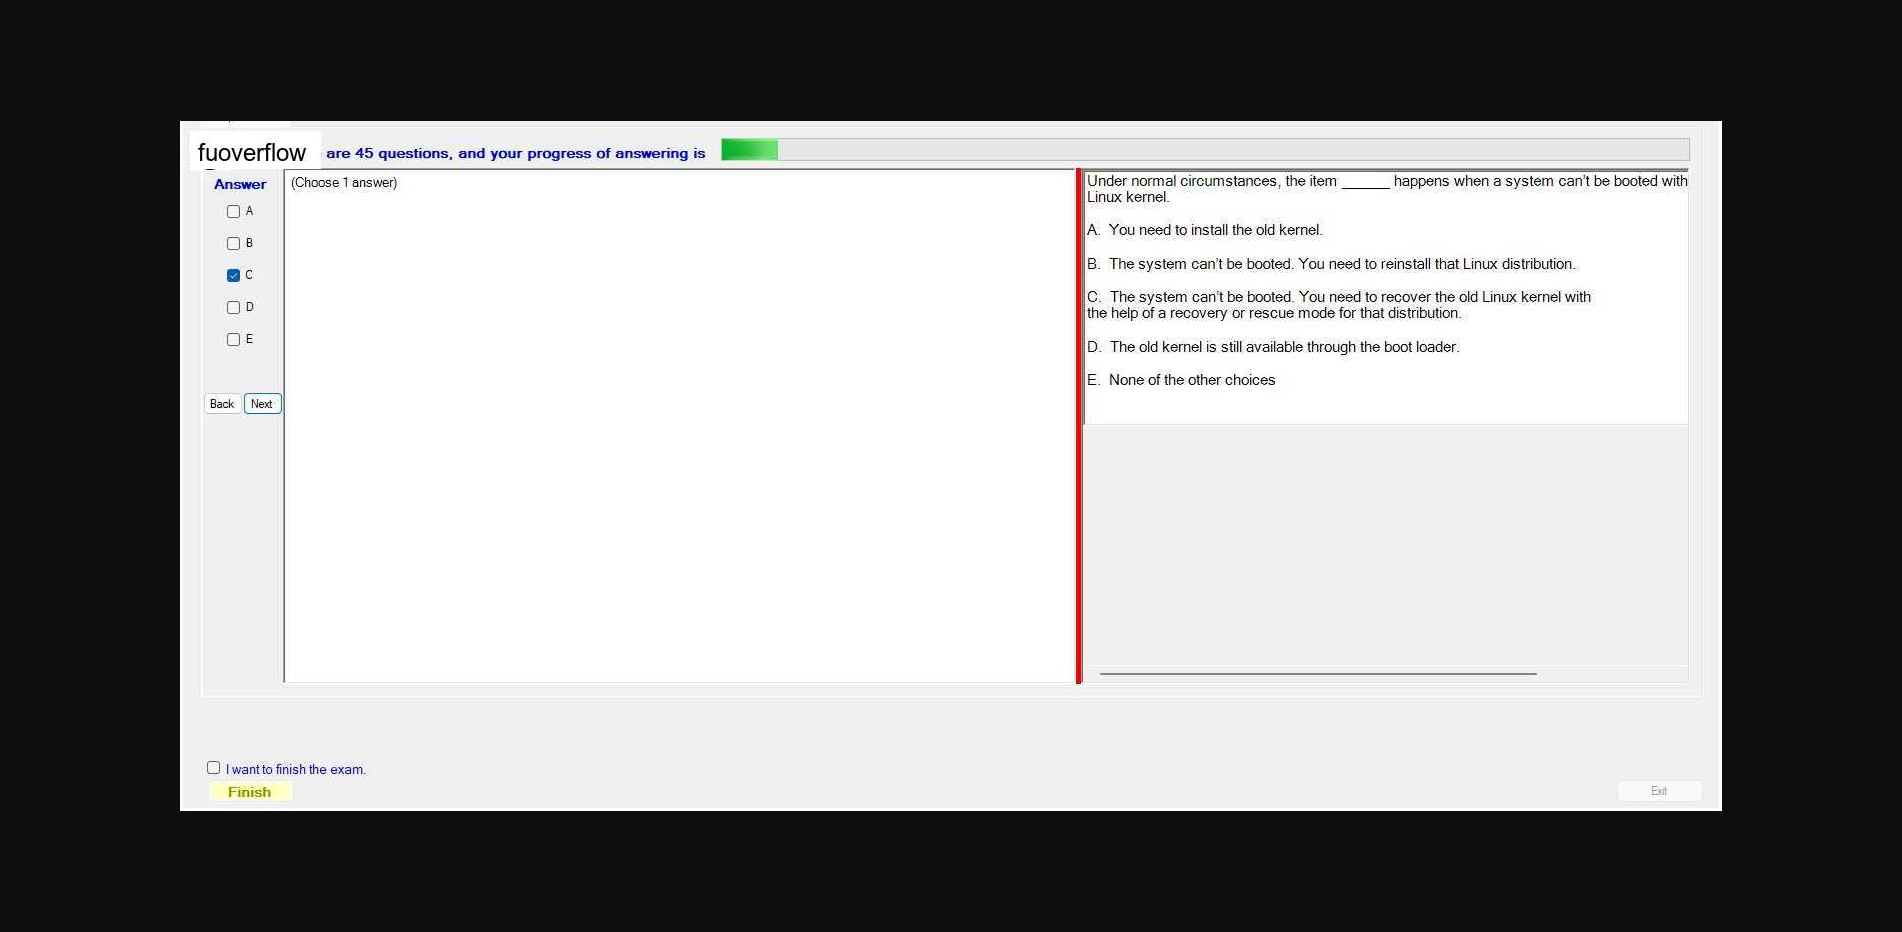 fuoverflow are 45 questions, and your progress of answering is
Answer
(Choose 1 answer)
A
B
C
D
E
Back Next
Under normal circumstances, the item ______ happens when a system can't be booted with
Linux kernel.
A. You need to install the old kernel.
B. The system can't be booted. You need to reinstall that Linux distribution.
C. The system can't be booted. You need to recover the old Linux kernel with
the help of a recovery or rescue mode for that distribution.
D. The old kernel is still available through the boot loader.
E. None of the other choices
I want to finish the exam.
Finish
Exit